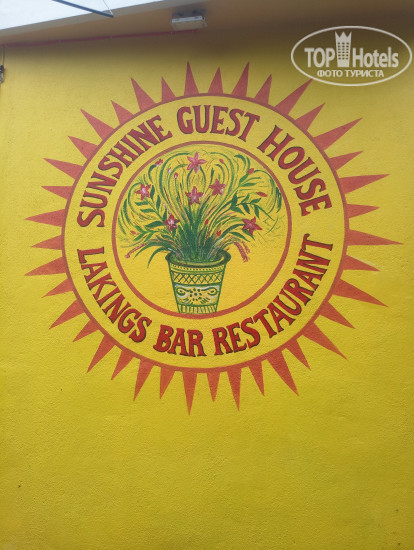 TOP Hotels
ФОТО ТУРИСТА
SUNSHINE GUEST HOUSE
LAKINGS BAR RESTAURANT